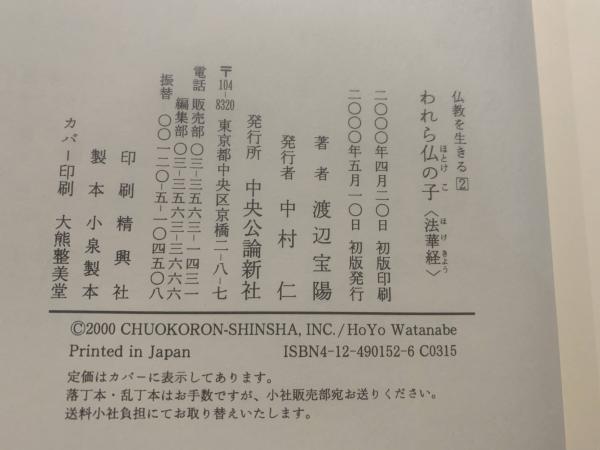 仏教を生きる 2
われら仏の子〈法華経〉
ほとけ こ ほけきょう
二〇〇〇年四月二〇日 初版印刷
二〇〇〇年五月一〇日 初版発行
著者 渡辺宝陽
発行者 中村仁
発行所 中央公論新社
〒104-8320 東京都中央区京橋二-八-七
電話 販売部 〇三-三五六三-一四三一
編集部 〇三-三五六三-三六六六
振替 〇〇一二〇-五-一〇四五〇八
印刷 精興社
製本 小泉製本
カバー印刷 大熊整美堂
©2000 CHUOKORON-SHINSHA, INC./HoYo Watanabe
Printed in Japan ISBN4-12-490152-6 C0315
定価はカバーに表示してあります。
落丁本・乱丁本はお手数ですが、小社販売部宛お送りください。
送料小社負担にてお取り替えいたします。